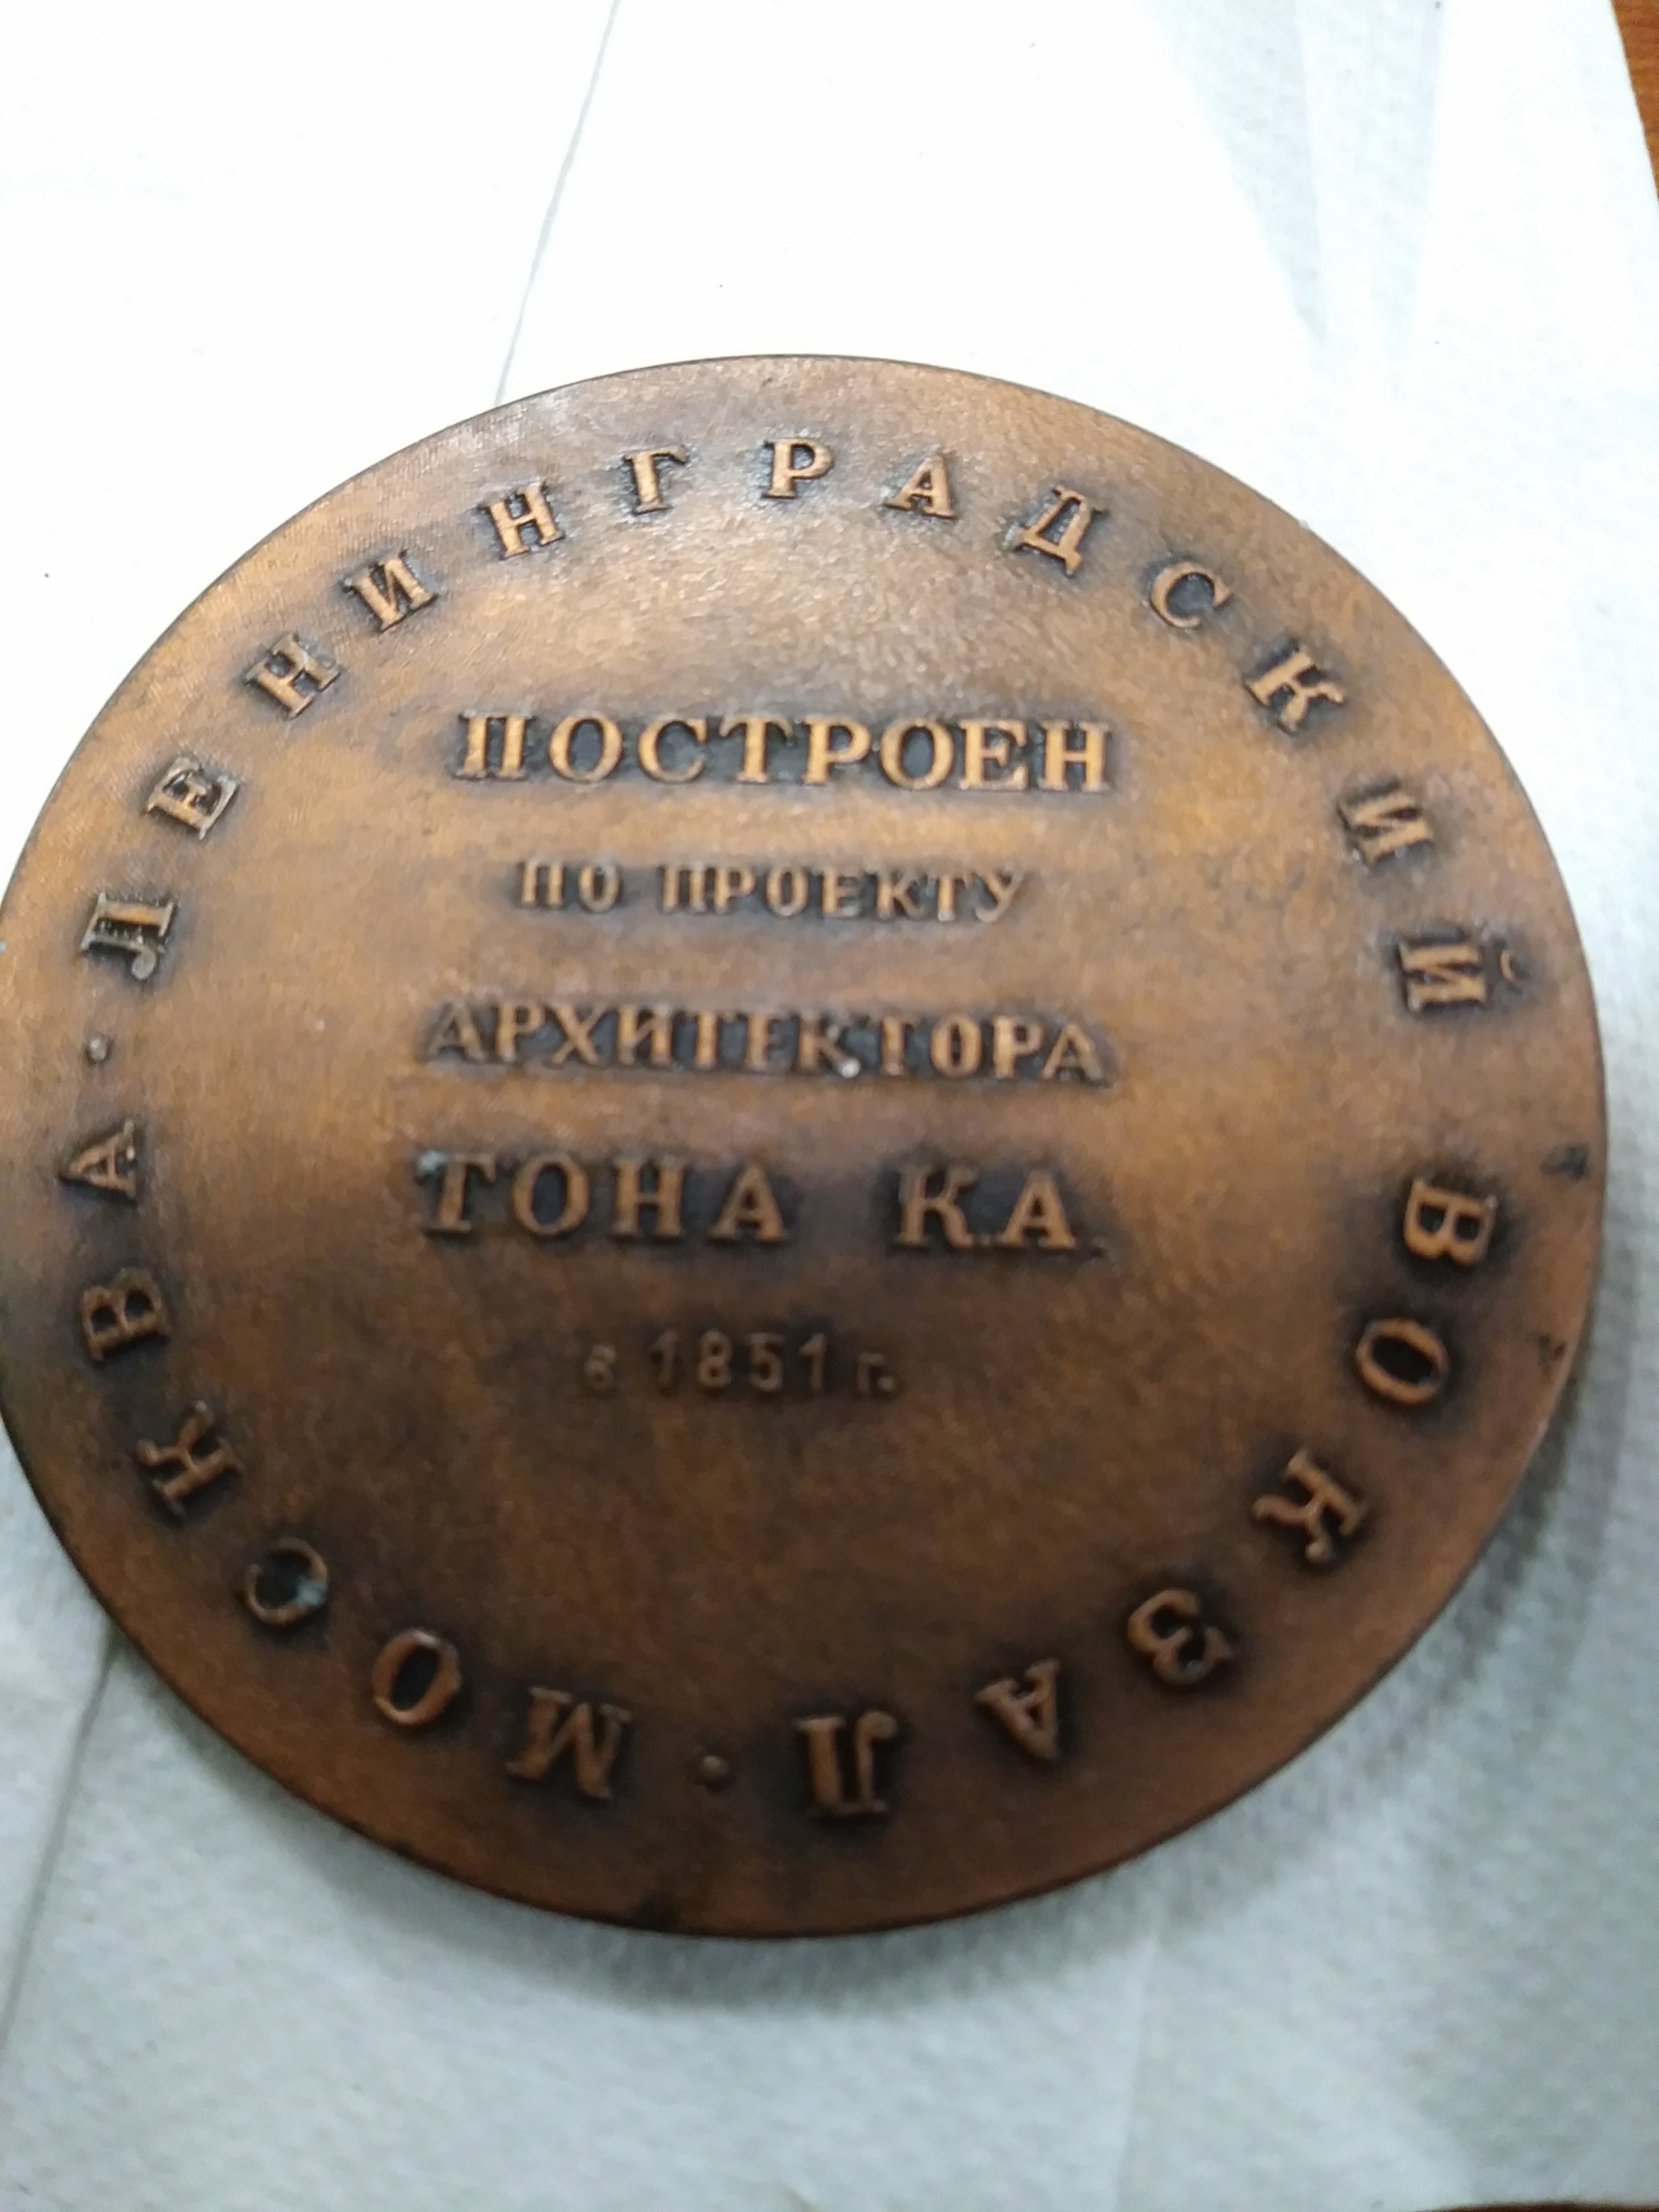 МОСКВА · ЛЕНИНГРАДСКИЙ ВОКЗАЛ ·
ПОСТРОЕН
ПО ПРОЕКТУ
АРХИТЕКТОРА
ТОНА К.А.
в 1851 г.